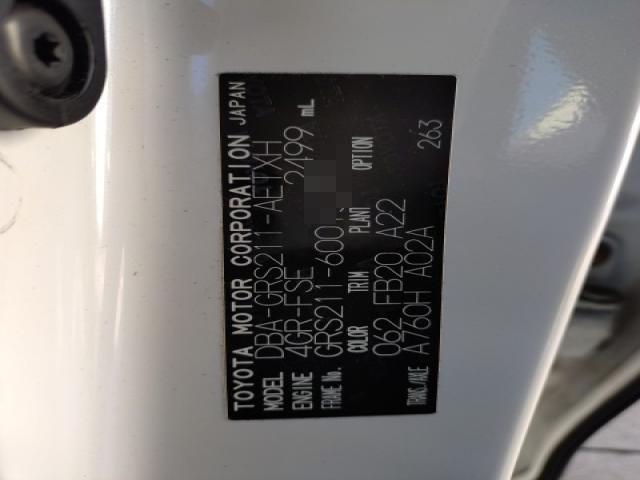 TOYOTA MOTOR CORPORATION JAPAN
MODEL DBA-GRS211-AETXH
ENGINE 4GR-FSE 2499 mL
FRAME No. GRS211-600
COLOR TRIM PLANT OPTION
062 FB20 A22
TRANS/AXLE A760H A02A 263